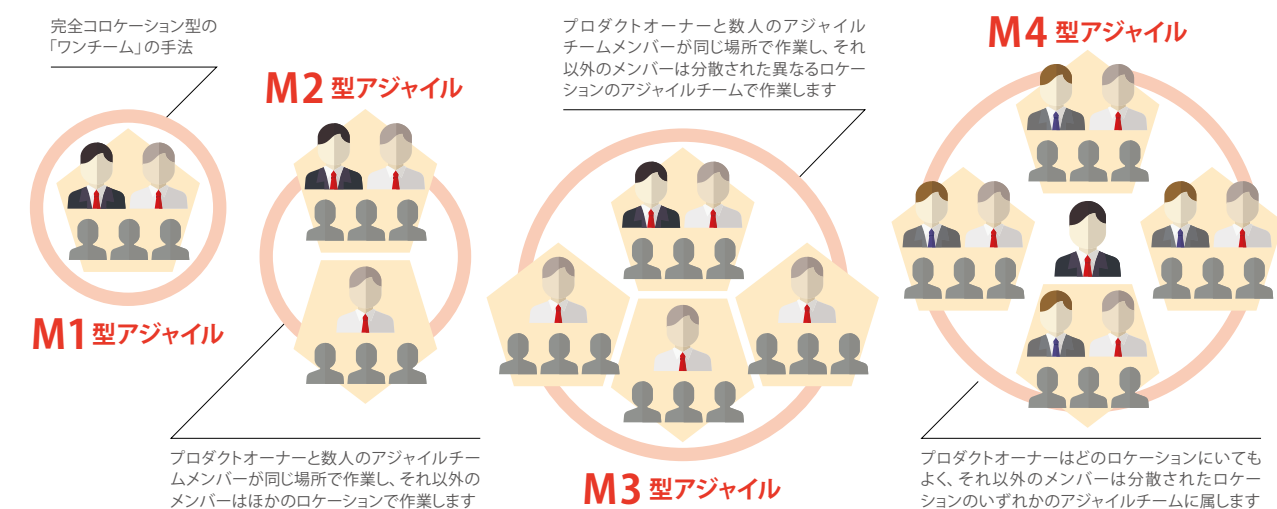 完全コロケーション型の
「ワンチーム」の手法
M1 型アジャイル
M2 型アジャイル
プロダクトオーナーと数人のアジャイルチー
ムメンバーが同じ場所で作業し、それ以外の
メンバーはほかのロケーションで作業します
プロダクトオーナーと数人のアジャイル
チームメンバーが同じ場所で作業し、それ
以外のメンバーは分散された異なるロケー
ションのアジャイルチームで作業します
M3 型アジャイル
M4 型アジャイル
プロダクトオーナーはどのロケーションにいても
よく、それ以外のメンバーは分散されたロケー
ションのいずれかのアジャイルチームに属します